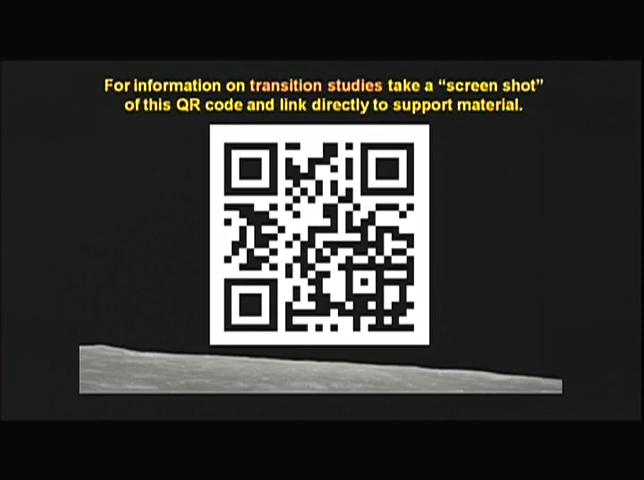 For information on transition studies take a “screen shot”
of this QR code and link directly to support material.